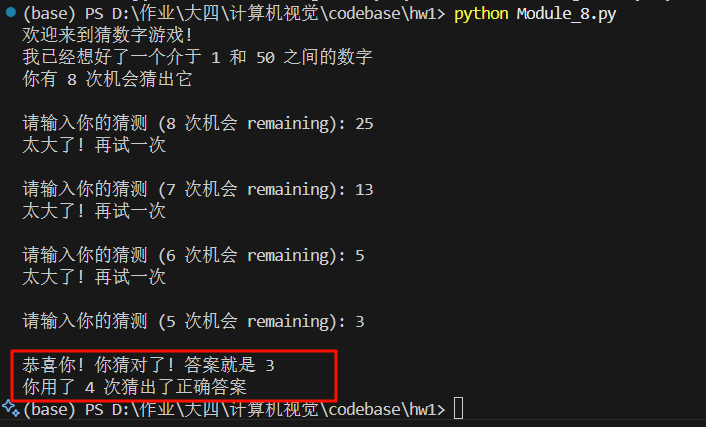 (base) PS D:\作业\大四\计算机视觉\codebase\hw1> python Module_8.py
欢迎来到猜数字游戏!
我已经想好了一个介于 1 和 50 之间的数字
你有 8 次机会猜出它
请输入你的猜测 (8 次机会 remaining): 25
太大了! 再试一次
请输入你的猜测 (7 次机会 remaining): 13
太大了! 再试一次
请输入你的猜测 (6 次机会 remaining): 5
太大了! 再试一次
请输入你的猜测 (5 次机会 remaining): 3
恭喜你! 你猜对了! 答案就是 3
你用了 4 次猜出了正确答案
(base) PS D:\作业\大四\计算机视觉\codebase\hw1>